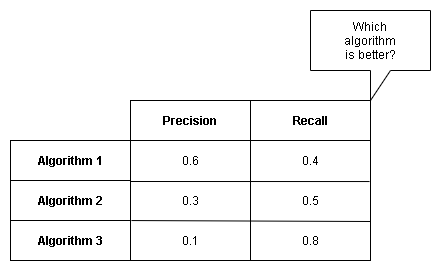 Which
algorithm
is better?
Precision Recall
Algorithm 1 0.6 0.4
Algorithm 2 0.3 0.5
Algorithm 3 0.1 0.8